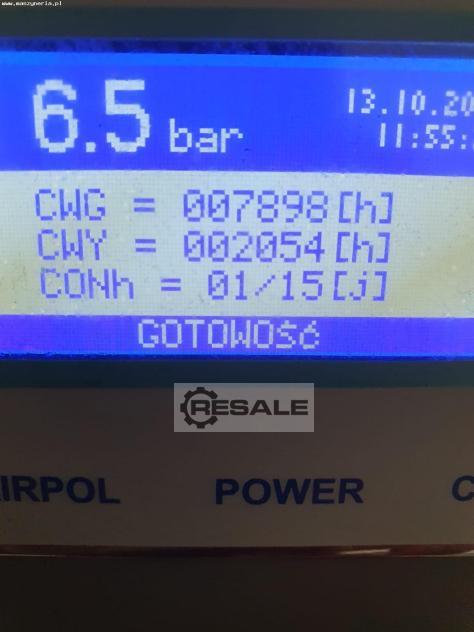 www.maszyneria.pl
6.5 bar
13.10.20
11:55:
CWG = 007898[h]
CWY = 002054[h]
CONh = 01/15[j]
GOTOWOŚĆ
RESALE
AIRPOL POWER C